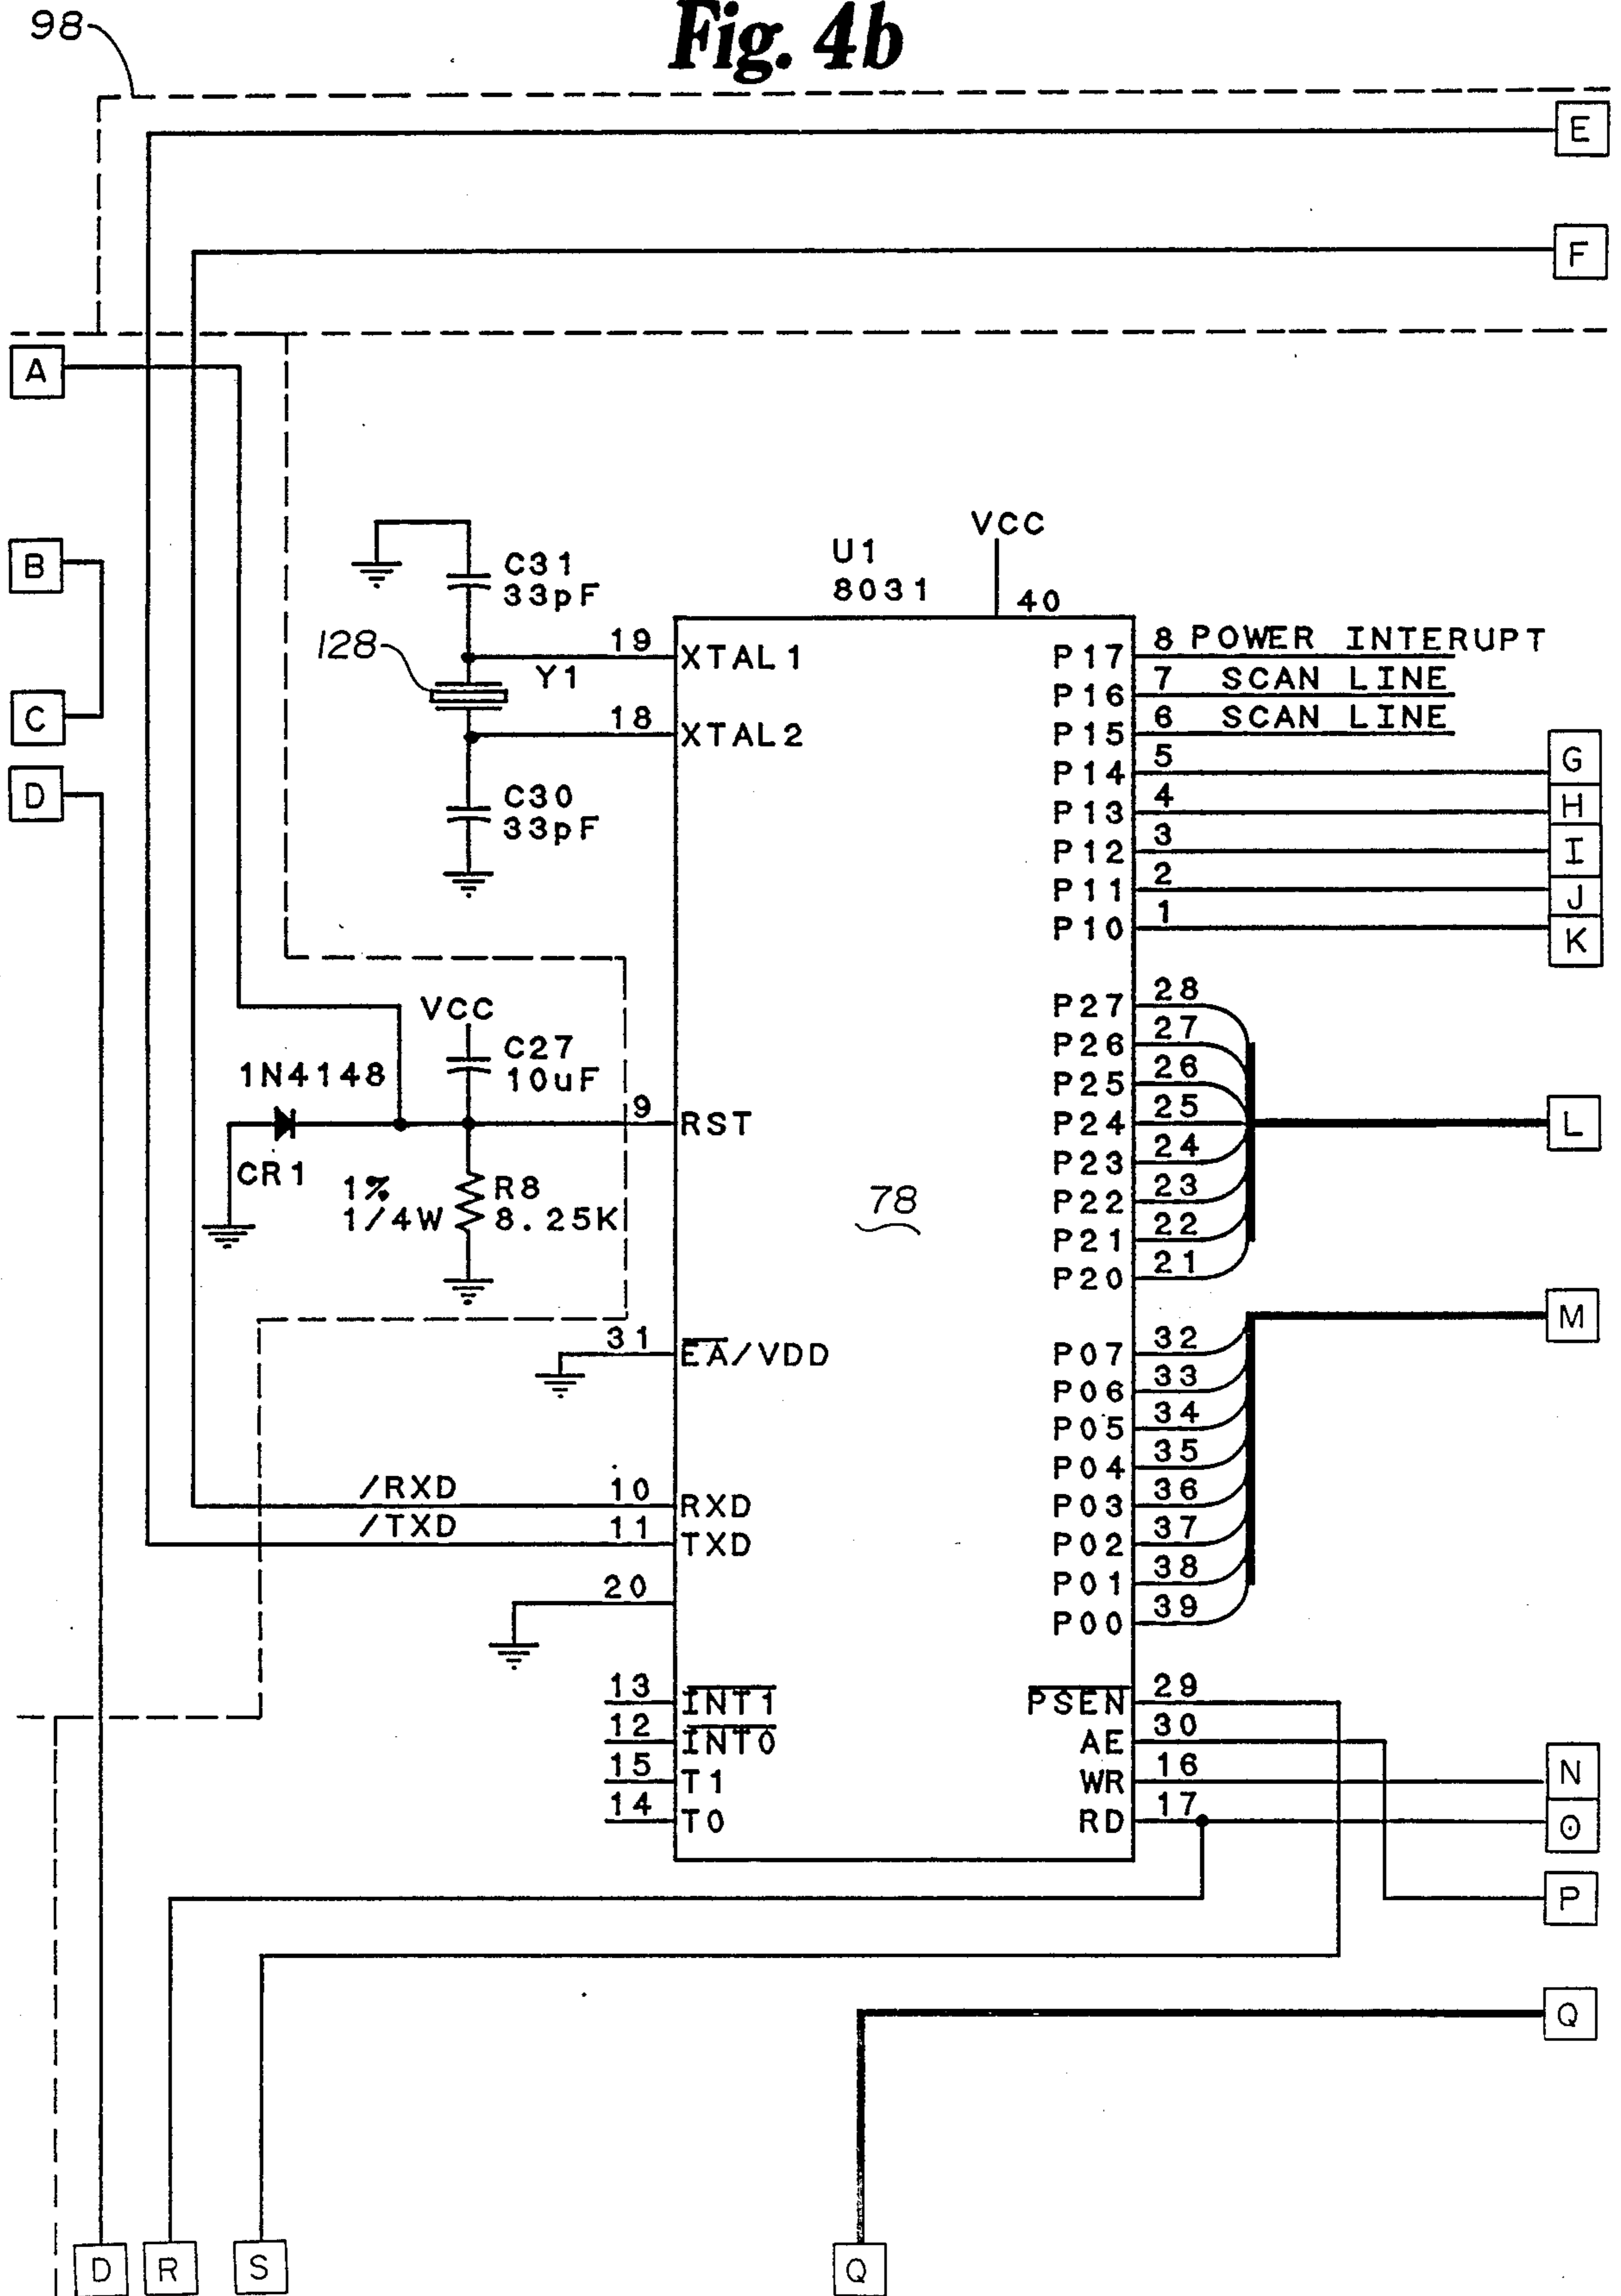 Fig. 4b
98
E
F
A
B
C
D
VCC
U1
8031
40
C31
33pF
128
Y1
19 XTAL1
18 XTAL2
C30
33pF
P17 8 POWER INTERUPT
P16 7 SCAN LINE
P15 6 SCAN LINE
P14 5 G
P13 4 H
P12 3 I
P11 2 J
P10 1 K
VCC
C27
10uF
1N4148
9 RST
CR1
1%
1/4W
R8
8.25K
78
P27 28
P26 27
P25 26
P24 25 L
P23 24
P22 23
P21 22
P20 21
M
31 EA/VDD
P07 32
P06 33
P05 34
P04 35
P03 36
P02 37
P01 38
P00 39
/RXD 10 RXD
/TXD 11 TXD
20
13 INT1
12 INT0
15 T1
14 T0
PSEN 29
AE 30
WR 16 N
RD 17 O
P
Q
D R S Q